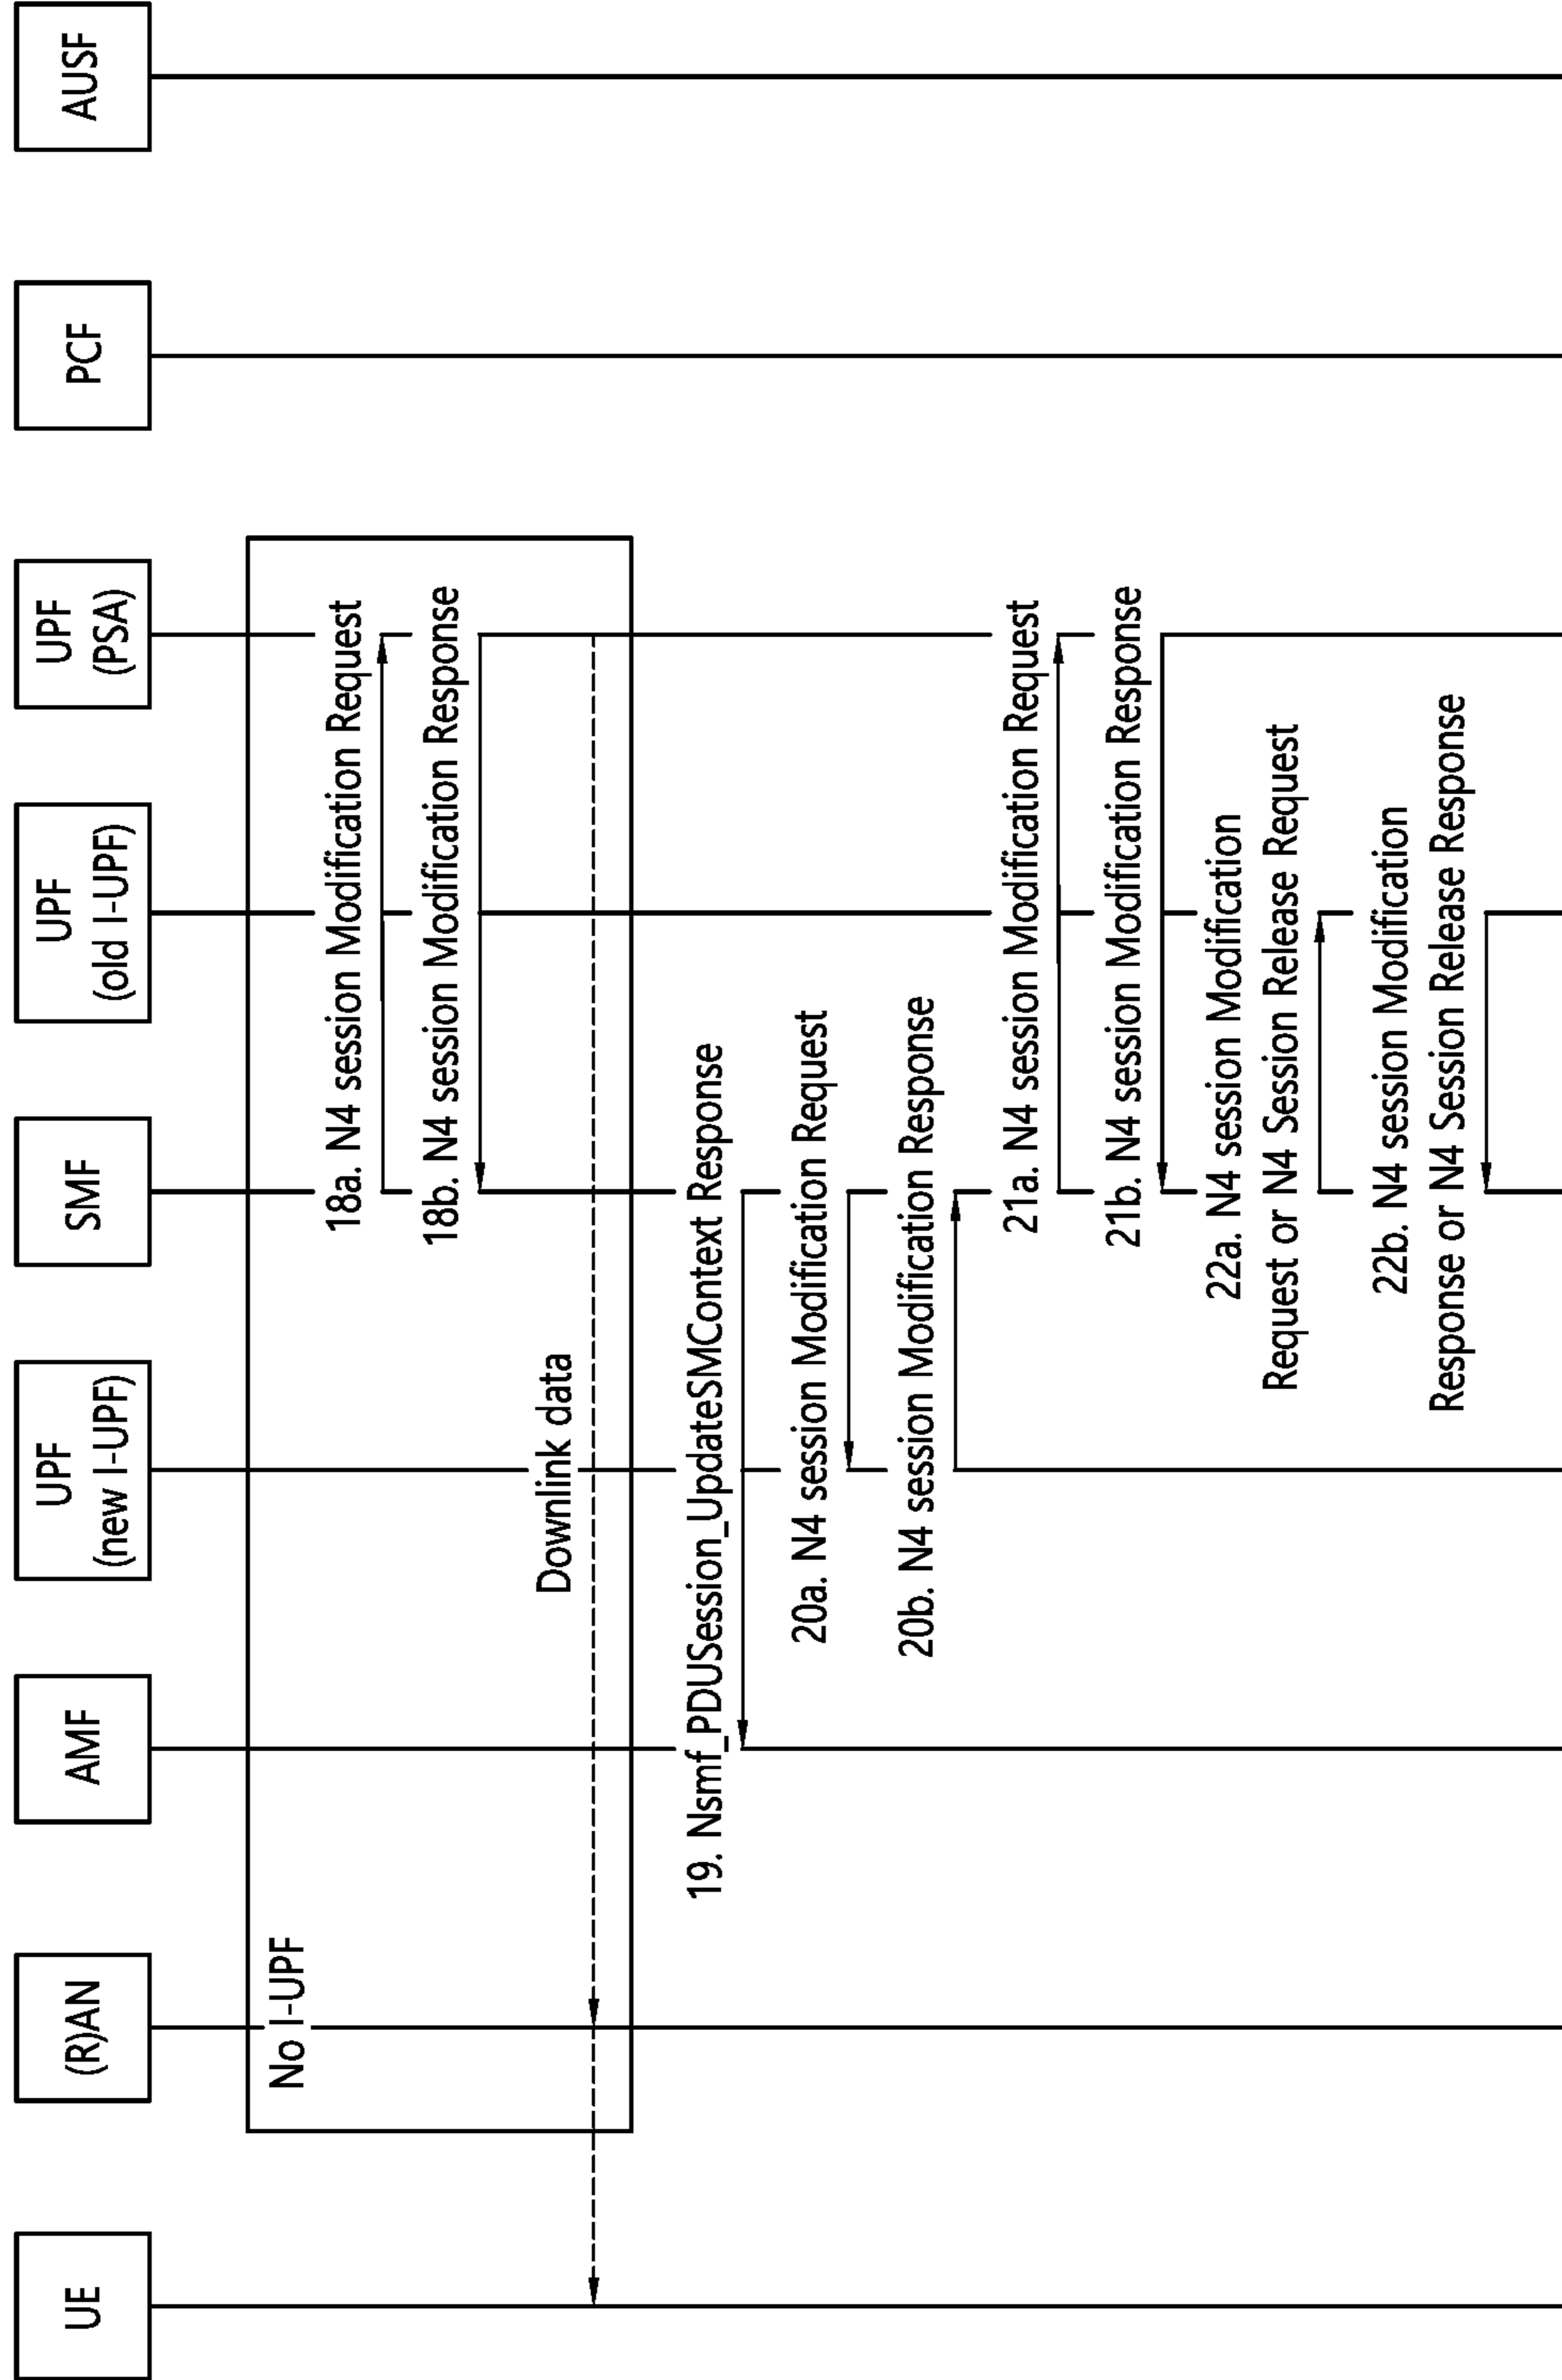 UE
(R)AN
AMF
UPF
(new I-UPF)
SMF
UPF
(old I-UPF)
UPF
(PSA)
PCF
AUSF
No I-UPF
18a. N4 session Modification Request
18b. N4 session Modification Response
Downlink data
19. Nsmf_PDUSession_UpdateSMContext Response
20a. N4 session Modification Request
20b. N4 session Modification Response
21a. N4 session Modification Request
21b. N4 session Modification Response
22a. N4 session Modification
Request or N4 Session Release Request
22b. N4 session Modification
Response or N4 Session Release Response